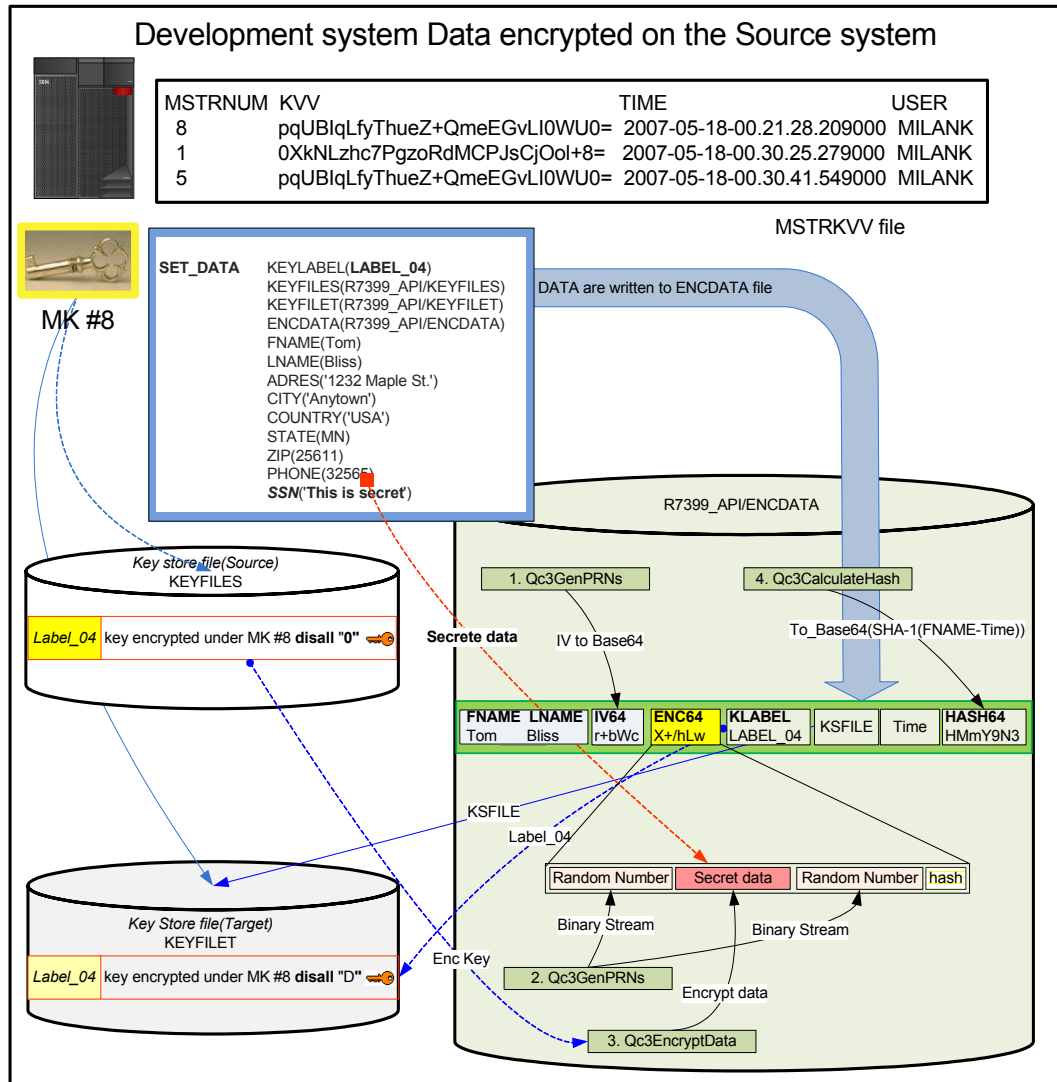 Development system Data encrypted on the Source system
IBM
MSTRNUM KVV TIME USER
8 pqUBIqLfyThueZ+QmeEGvLI0WU0= 2007-05-18-00.21.28.209000 MILANK
1 0XkNLzhc7PgzoRdMCPJsCjOol+8= 2007-05-18-00.30.25.279000 MILANK
5 pqUBIqLfyThueZ+QmeEGvLI0WU0= 2007-05-18-00.30.41.549000 MILANK
MSTRKVV file
MK #8
SET_DATA KEYLABEL(LABEL_04)
KEYFILES(R7399_API/KEYFILES)
KEYFILET(R7399_API/KEYFILET)
ENCDATA(R7399_API/ENCDATA)
FNAME(Tom)
LNAME(Bliss)
ADRES('1232 Maple St.')
CITY('Anytown')
COUNTRY('USA')
STATE(MN)
ZIP(25611)
PHONE(32565)
SSN('This is secret')
DATA are written to ENCDATA file
R7399_API/ENCDATA
Key store file(Source)
KEYFILES
Label_04 key encrypted under MK #8 disall "0"
1. Qc3GenPRNs
4. Qc3CalculateHash
Secrete data
IV to Base64
To_Base64(SHA-1(FNAME-Time))
FNAME LNAME IV64 ENC64 KLABEL KSFILE Time HASH64
Tom Bliss r+bWc X+/hLw LABEL_04 HMmY9N3
KSFILE
Label_04
Random Number Secret data Random Number hash
Binary Stream
Binary Stream
Key Store file(Target)
KEYFILET
Label_04 key encrypted under MK #8 disall "D"
Enc Key
2. Qc3GenPRNs
Encrypt data
3. Qc3EncryptData